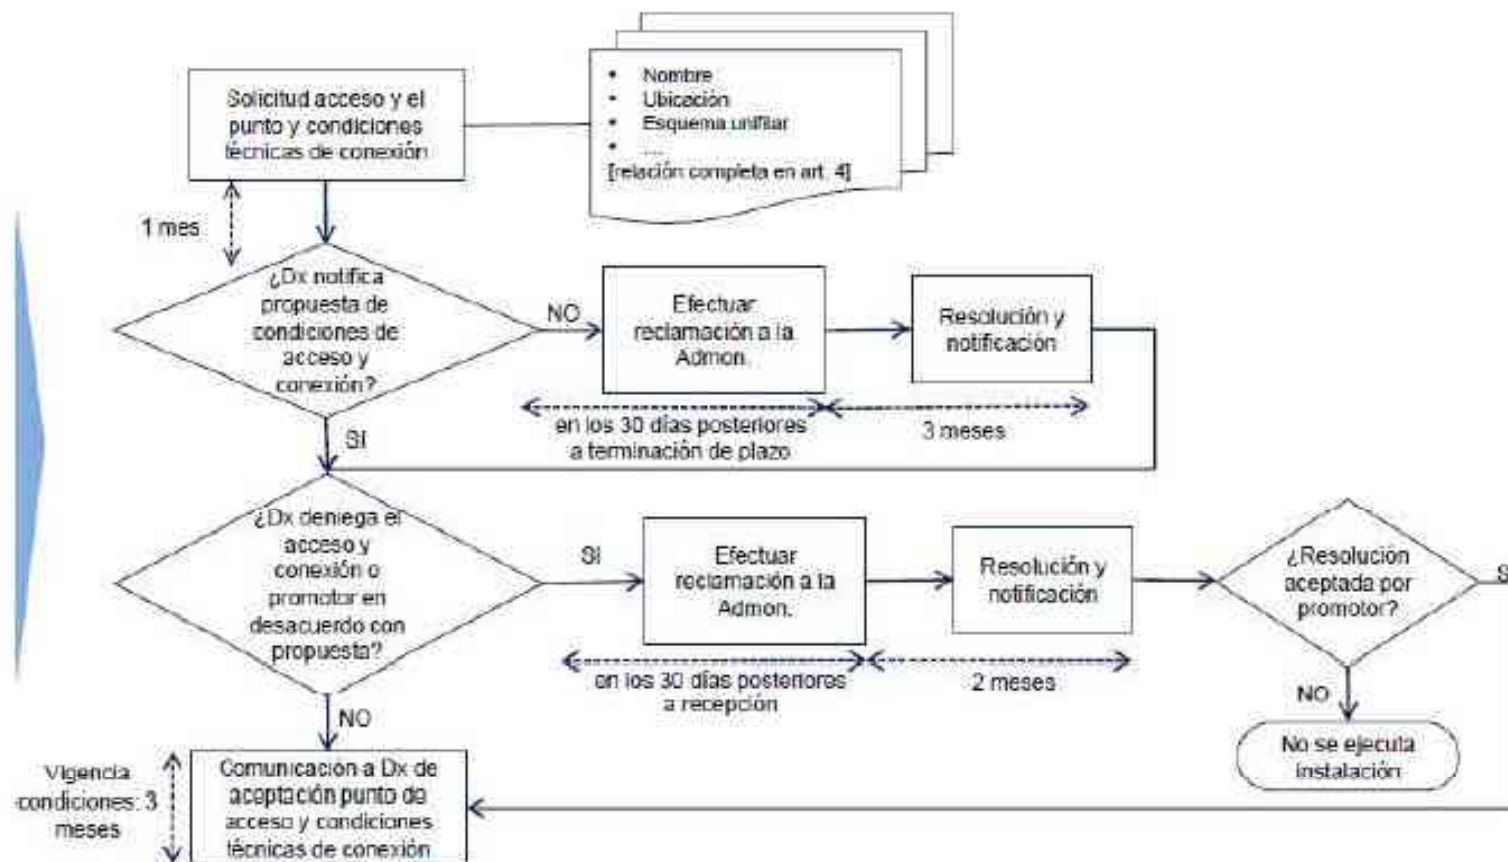 Solicitud acceso y el
punto y condiciones
técnicas de conexión
• Nombre
• Ubicación
• Esquema unifilar
• ....
[relación completa en art. 4]
1 mes
¿Dx notifica
propuesta de
condiciones de
acceso y
conexión?
NO
Efectuar
reclamación a la
Admon.
Resolución y
notificación
en los 30 días posteriores
a terminación de plazo
3 meses
SI
¿Dx deniega el
acceso y
conexión o
promotor en
desacuerdo con
propuesta?
SI
Efectuar
reclamación a la
Admon.
Resolución y
notificación
¿Resolución
aceptada por
promotor?
S
en los 30 días posteriores
a recepción
2 meses
NO
NO
No se ejecuta
instalación
Vigencia
condiciones: 3
meses
Comunicación a Dx de
aceptación punto de
acceso y condiciones
técnicas de conexión